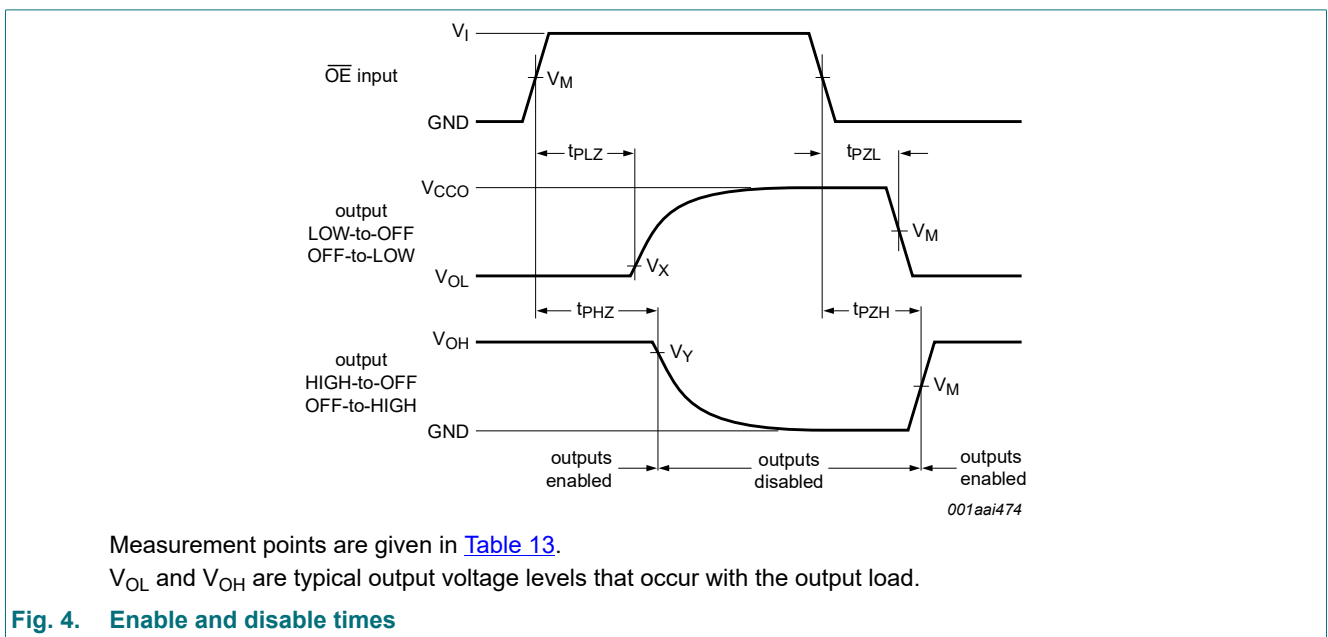 VI
OE input
VM
GND
tPLZ
tPZL
VCCO
output
LOW-to-OFF
OFF-to-LOW
VM
VX
VOL
tPHZ
tPZH
VOH
output
HIGH-to-OFF
OFF-to-HIGH
VY
VM
GND
outputs
enabled
outputs
disabled
outputs
enabled
001aai474
Measurement points are given in Table 13.
VOL and VOH are typical output voltage levels that occur with the output load.
Fig. 4. Enable and disable times